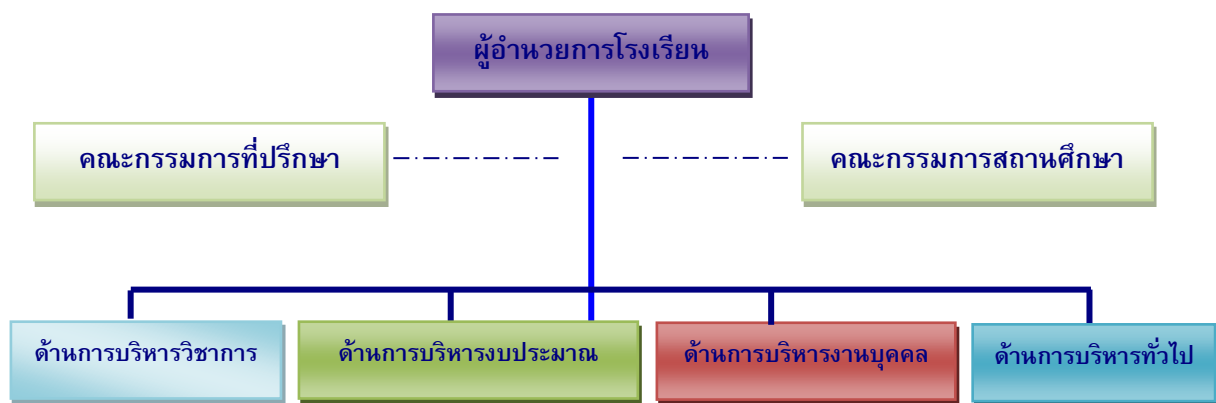 ผู้อำนวยการโรงเรียน
คณะกรรมการที่ปรึกษา
คณะกรรมการสถานศึกษา
ด้านการบริหารวิชาการ
ด้านการบริหารงบประมาณ
ด้านการบริหารงานบุคคล
ด้านการบริหารทั่วไป